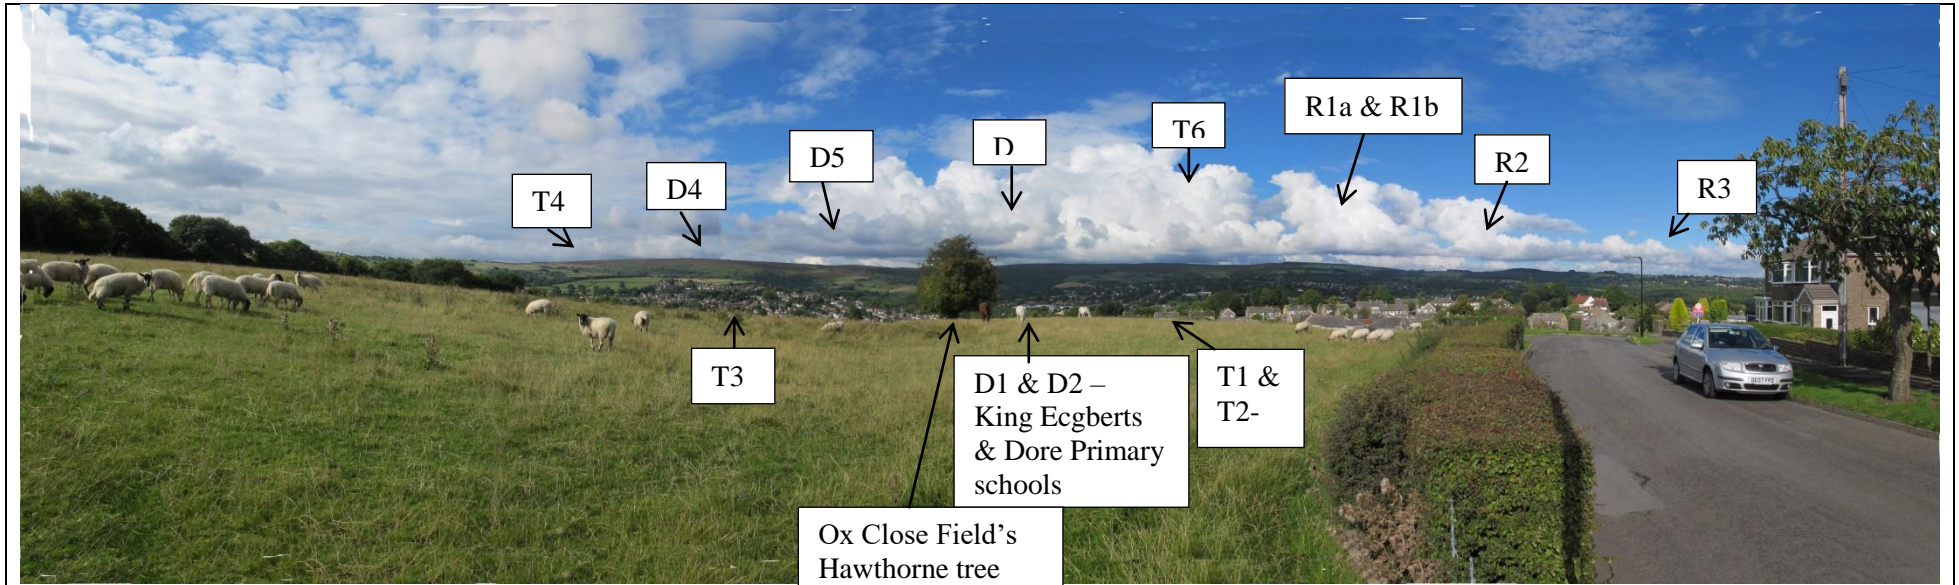 R1a & R1b
T6
D
D5
R2
R3
D4
T4
T3
D1 & D2 –
King Ecgberts
& Dore Primary
schools
T1 &
T2-
Ox Close Field’s
Hawthorne tree